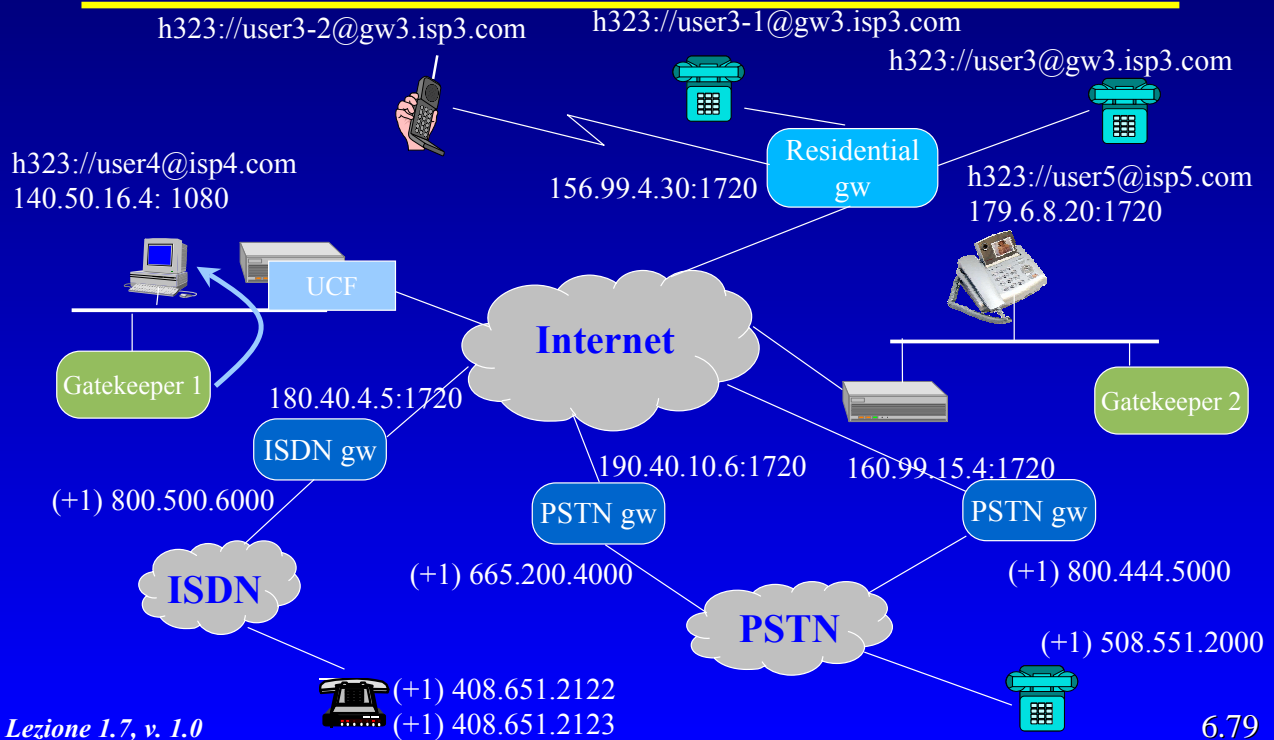 h323://user3-2@gw3.isp3.com
h323://user3-1@gw3.isp3.com
h323://user3@gw3.isp3.com
h323://user4@isp4.com
140.50.16.4: 1080
156.99.4.30:1720
Residential
gw
h323://user5@isp5.com
179.6.8.20:1720
UCF
Internet
Gatekeeper 1
180.40.4.5:1720
Gatekeeper 2
ISDN gw
190.40.10.6:1720
160.99.15.4:1720
(+1) 800.500.6000
PSTN gw
PSTN gw
(+1) 665.200.4000
(+1) 800.444.5000
ISDN
PSTN
(+1) 508.551.2000
(+1) 408.651.2122
(+1) 408.651.2123
Lezione 1.7, v. 1.0
6.79